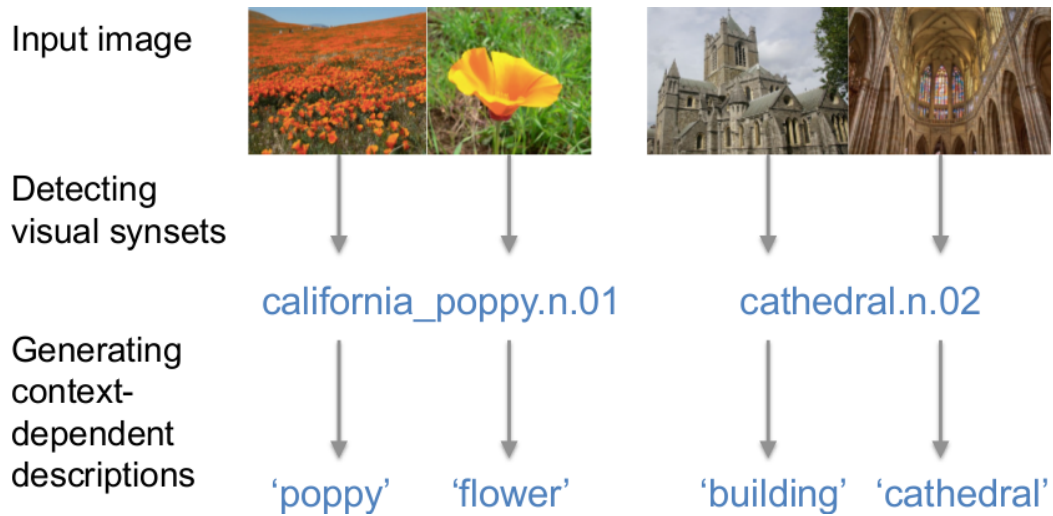 Input image
Detecting
visual synsets
california_poppy.n.01
cathedral.n.02
Generating
context-
dependent
descriptions
‘poppy’
‘flower’
‘building’
‘cathedral’